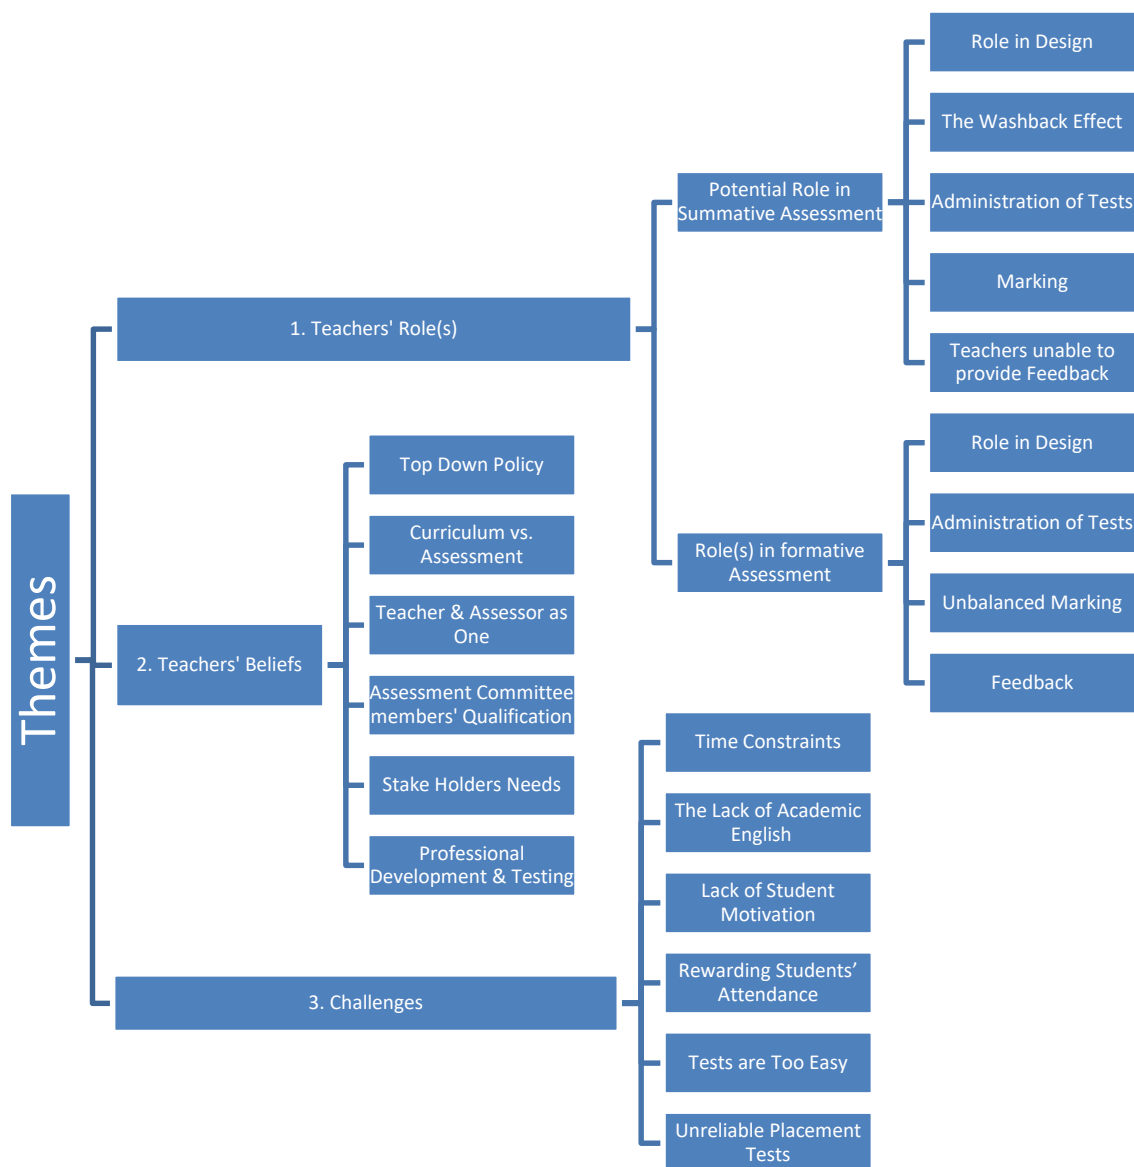 Themes
1. Teachers' Role(s)
Potential Role in
Summative Assessment
Role in Design
The Washback Effect
Administration of Tests
Marking
Teachers unable to
provide Feedback
Role(s) in formative
Assessment
Role in Design
Administration of Tests
Unbalanced Marking
Feedback
2. Teachers' Beliefs
Top Down Policy
Curriculum vs.
Assessment
Teacher & Assessor as
One
Assessment Committee
members' Qualification
Stake Holders Needs
Professional
Development & Testing
3. Challenges
Time Constraints
The Lack of Academic
English
Lack of Student
Motivation
Rewarding Students’
Attendance
Tests are Too Easy
Unreliable Placement
Tests